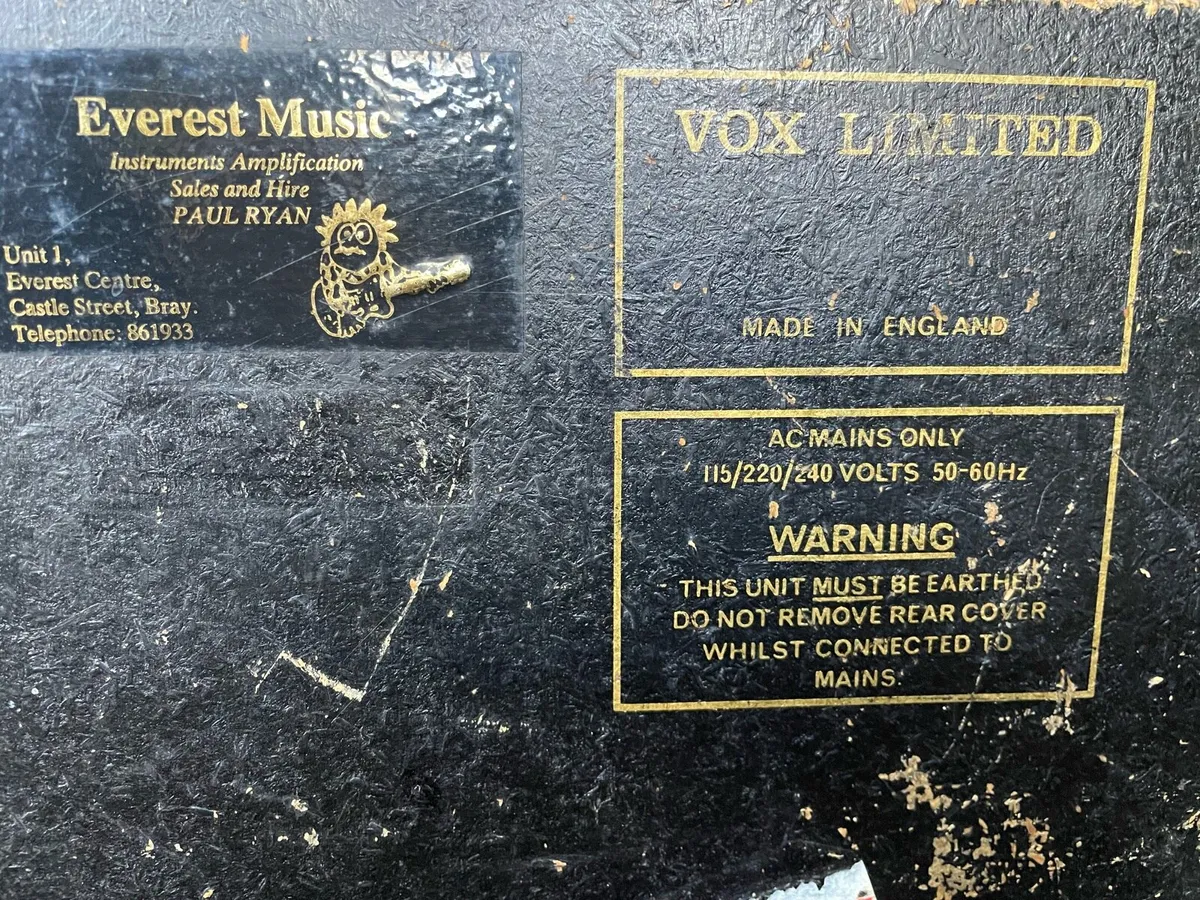 Everest Music
Instruments Amplification
Sales and Hire
PAUL RYAN
Unit 1,
Everest Centre,
Castle Street, Bray.
Telephone: 861933
VOX LIMITED
MADE IN ENGLAND
AC MAINS ONLY
115/220/240 VOLTS 50-60Hz
WARNING
THIS UNIT MUST BE EARTHED
DO NOT REMOVE REAR COVER
WHILST CONNECTED TO
MAINS.